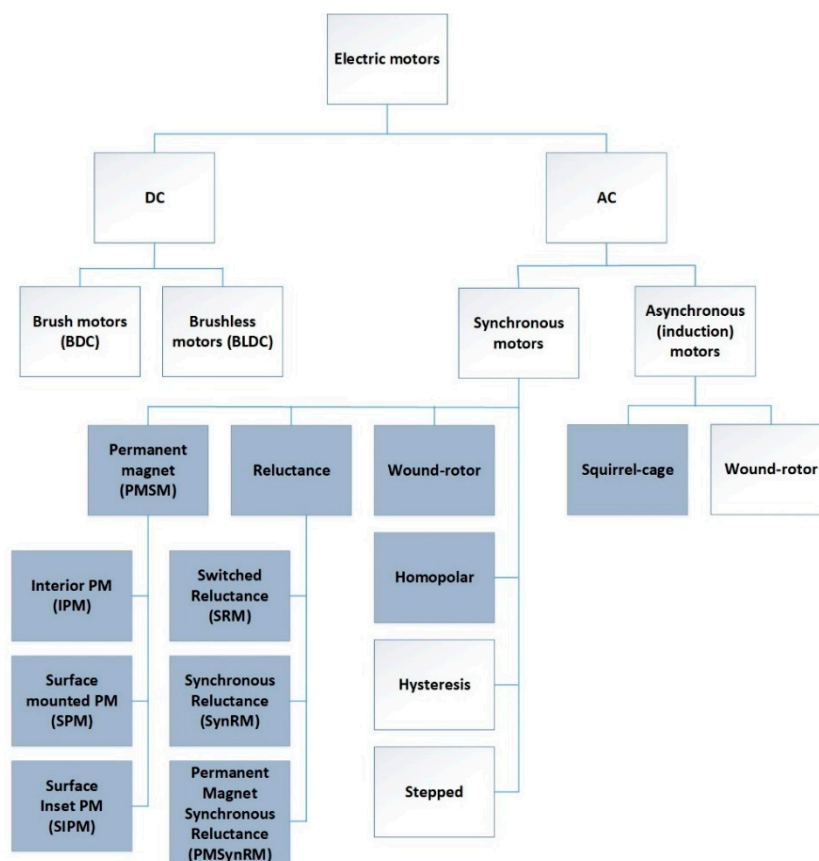 Electric motors
DC
AC
Brush motors
(BDC)
Brushless
motors (BLDC)
Synchronous
motors
Asynchronous
(induction)
motors
Permanent
magnet
(PMSM)
Reluctance
Wound-rotor
Squirrel-cage
Wound-rotor
Interior PM
(IPM)
Switched
Reluctance
(SRM)
Homopolar
Surface
mounted PM
(SPM)
Synchronous
Reluctance
(SynRM)
Hysteresis
Surface
Inset PM
(SIPM)
Permanent
Magnet
Synchronous
Reluctance
(PMSynRM)
Stepped